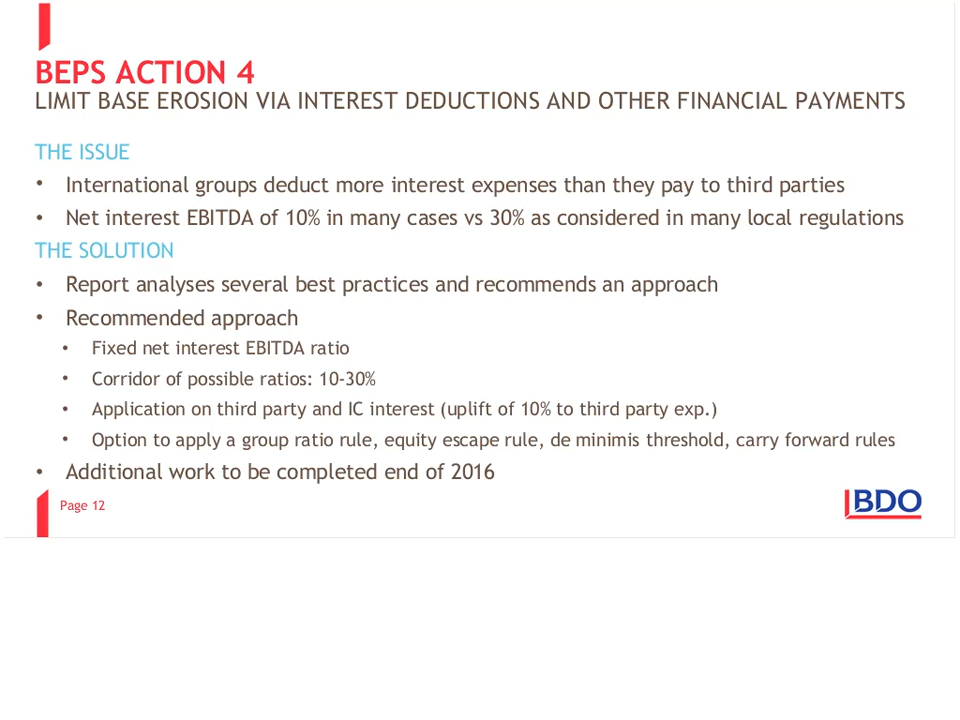 BEPS ACTION 4
LIMIT BASE EROSION VIA INTEREST DEDUCTIONS AND OTHER FINANCIAL PAYMENTS
THE ISSUE
• International groups deduct more interest expenses than they pay to third parties
• Net interest EBITDA of 10% in many cases vs 30% as considered in many local regulations
THE SOLUTION
• Report analyses several best practices and recommends an approach
• Recommended approach
• Fixed net interest EBITDA ratio
• Corridor of possible ratios: 10-30%
• Application on third party and IC interest (uplift of 10% to third party exp.)
• Option to apply a group ratio rule, equity escape rule, de minimis threshold, carry forward rules
• Additional work to be completed end of 2016
Page 12
BDO